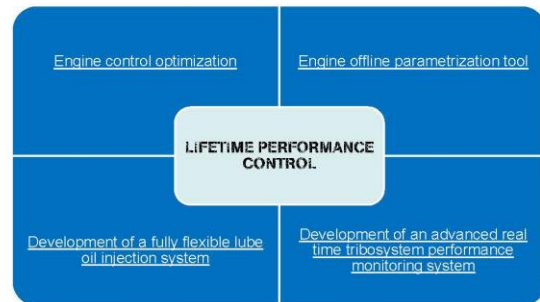 Engine control optimization
Engine offline parametrization tool
LIFETIME PERFORMANCE
CONTROL
Development of a fully flexible lube
oil injection system
Development of an advanced real
time tribosystem performance
monitoring system